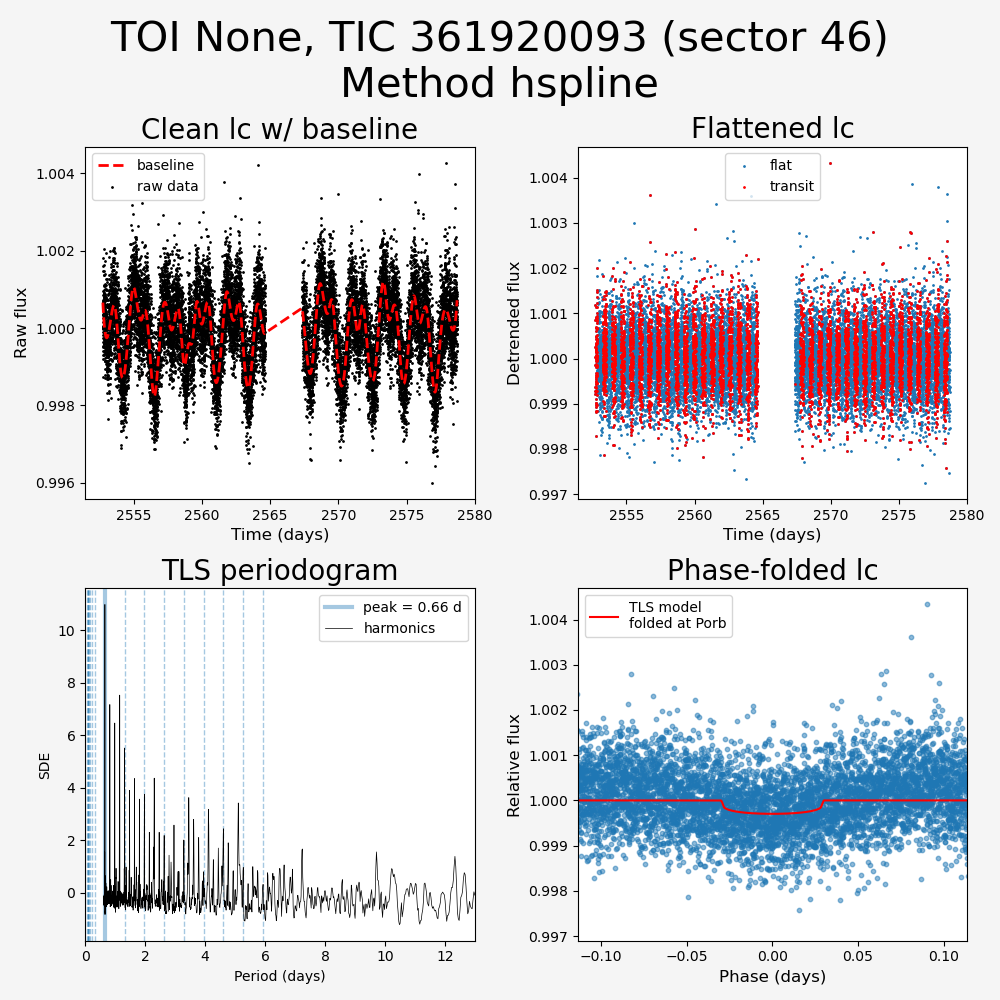 TOI None, TIC 361920093 (sector 46)
Method hspline
Clean lc w/ baseline
baseline
raw data
1.004
1.002
1.000
0.998
0.996
Raw flux
2555
2560
2565
2570
2575
2580
Time (days)
Flattened lc
flat
transit
1.004
1.003
1.002
1.001
1.000
0.999
0.998
0.997
Detrended flux
2555
2560
2565
2570
2575
2580
Time (days)
TLS periodogram
peak = 0.66 d
harmonics
10
8
6
4
2
0
SDE
0
2
4
6
8
10
12
Period (days)
Phase-folded lc
TLS model
folded at Porb
1.004
1.003
1.002
1.001
1.000
0.999
0.998
0.997
Relative flux
−0.10
−0.05
0.00
0.05
0.10
Phase (days)